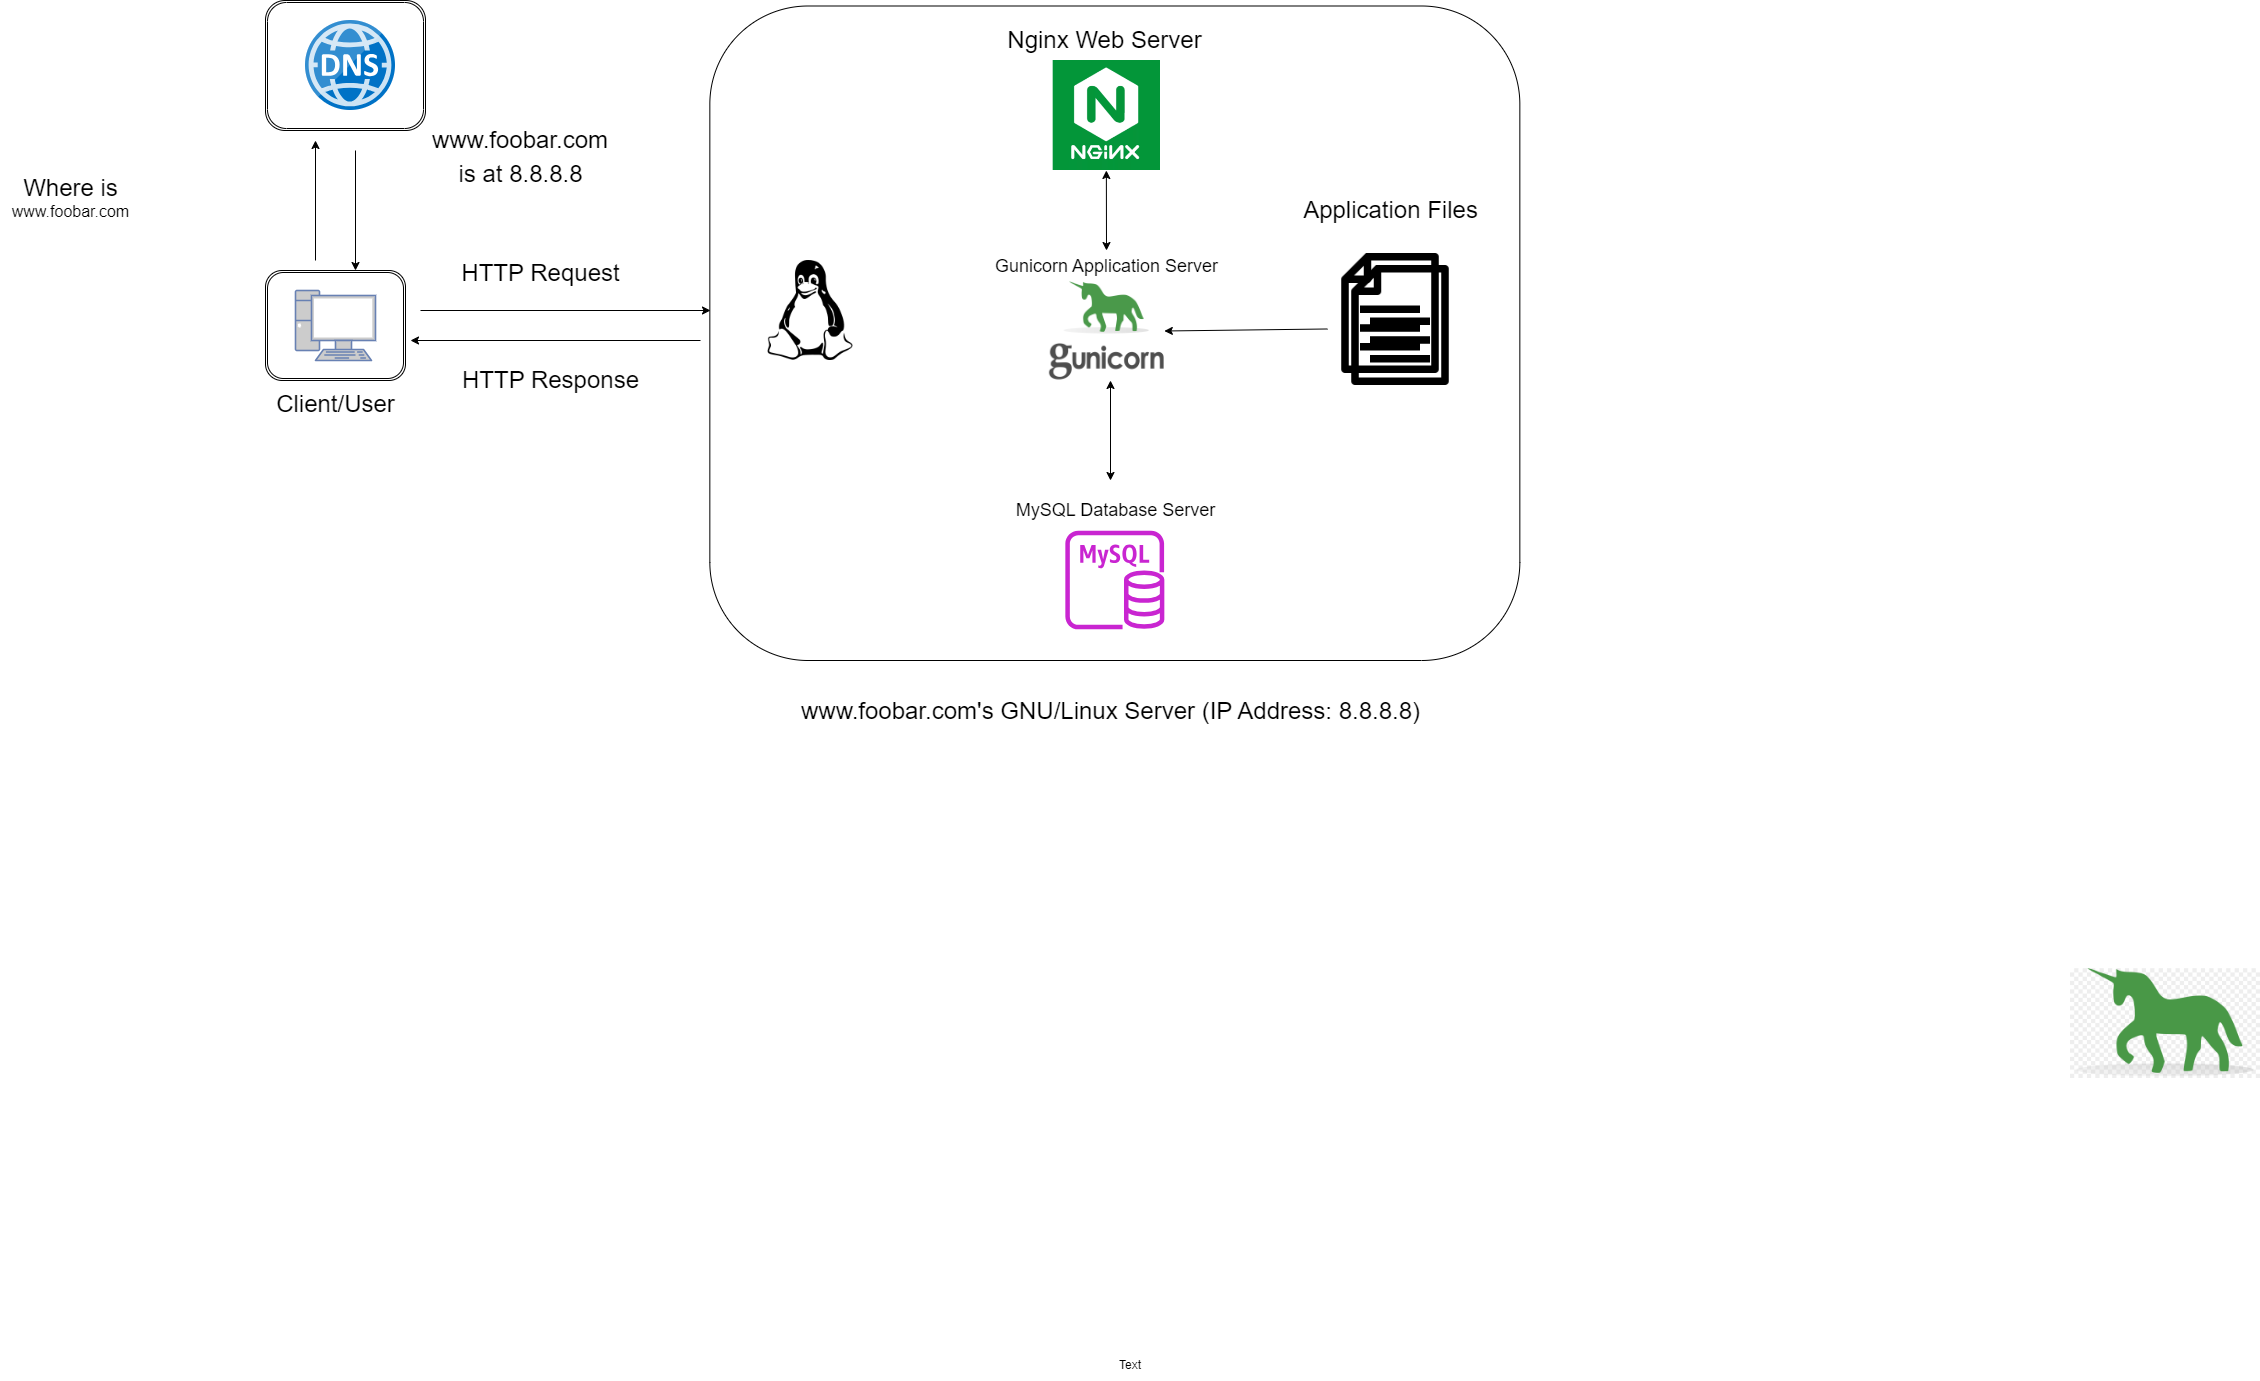 DNS
www.foobar.com
is at 8.8.8.8
Where is
www.foobar.com
HTTP Request
HTTP Response
Client/User
Nginx Web Server
NGINX
Application Files
Gunicorn Application Server
gunicorn
MySQL Database Server
MySQL
www.foobar.com's GNU/Linux Server (IP Address: 8.8.8.8)
Text